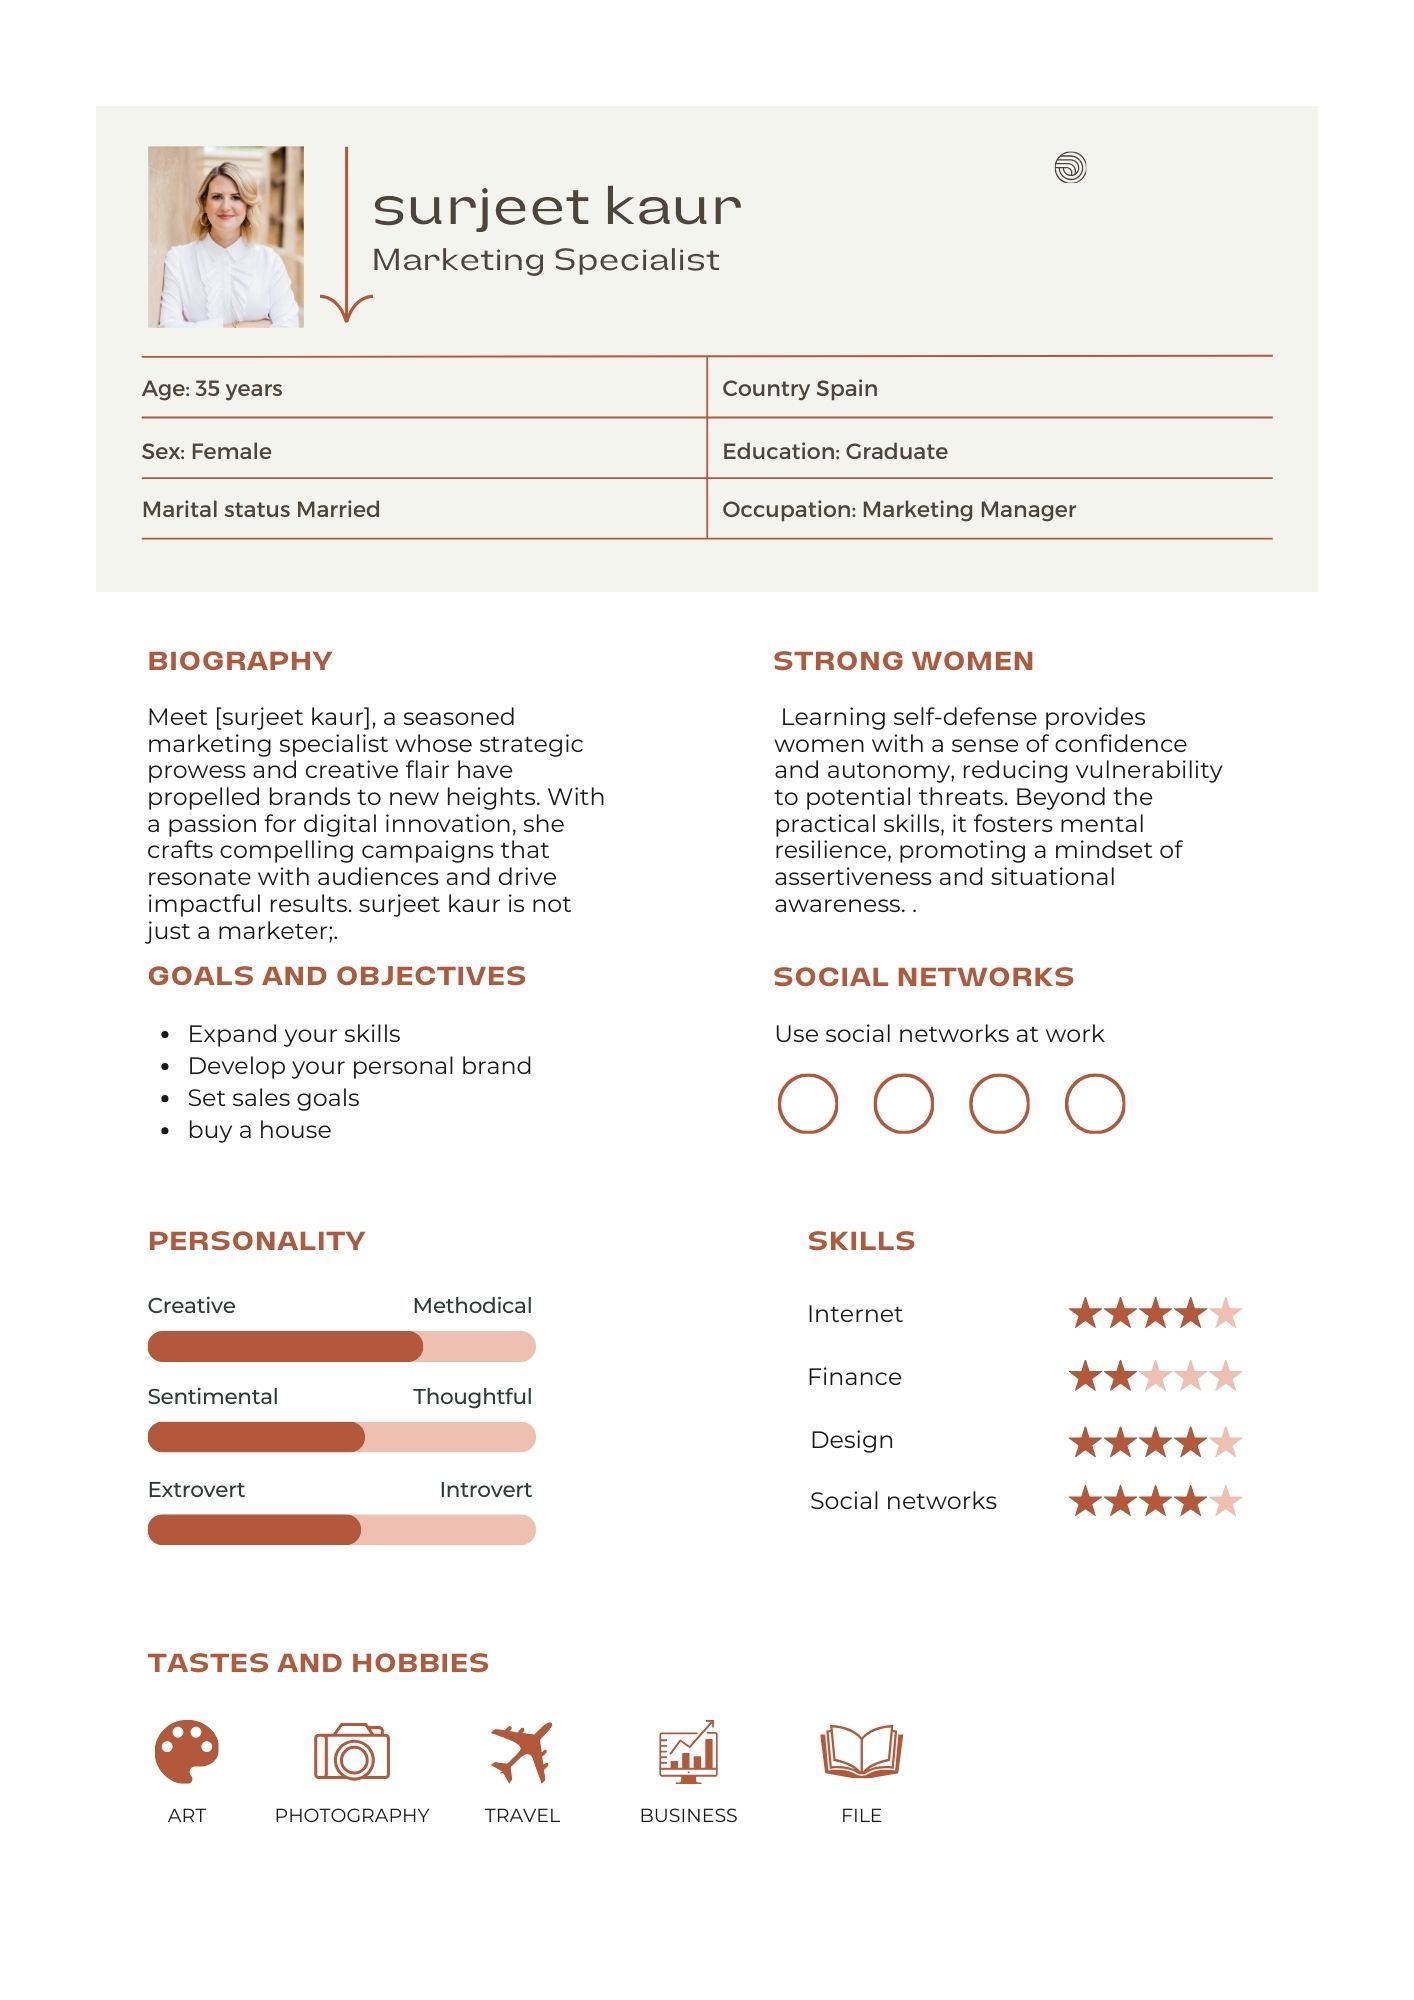 surjeet kaur
Marketing Specialist
Age: 35 years
Country Spain
Sex: Female
Education: Graduate
Marital status Married
Occupation: Marketing Manager
BIOGRAPHY
Meet [surjeet kaur], a seasoned
marketing specialist whose strategic
prowess and creative flair have
propelled brands to new heights. With
a passion for digital innovation, she
crafts compelling campaigns that
resonate with audiences and drive
impactful results. surjeet kaur is not
just a marketer;.
STRONG WOMEN
Learning self-defense provides
women with a sense of confidence
and autonomy, reducing vulnerability
to potential threats. Beyond the
practical skills, it fosters mental
resilience, promoting a mindset of
assertiveness and situational
awareness. .
GOALS AND OBJECTIVES
• Expand your skills
• Develop your personal brand
• Set sales goals
• buy a house
SOCIAL NETWORKS
Use social networks at work
PERSONALITY
Creative Methodical
Sentimental Thoughtful
Extrovert Introvert
SKILLS
Internet
Finance
Design
Social networks
TASTES AND HOBBIES
ART PHOTOGRAPHY TRAVEL BUSINESS FILE